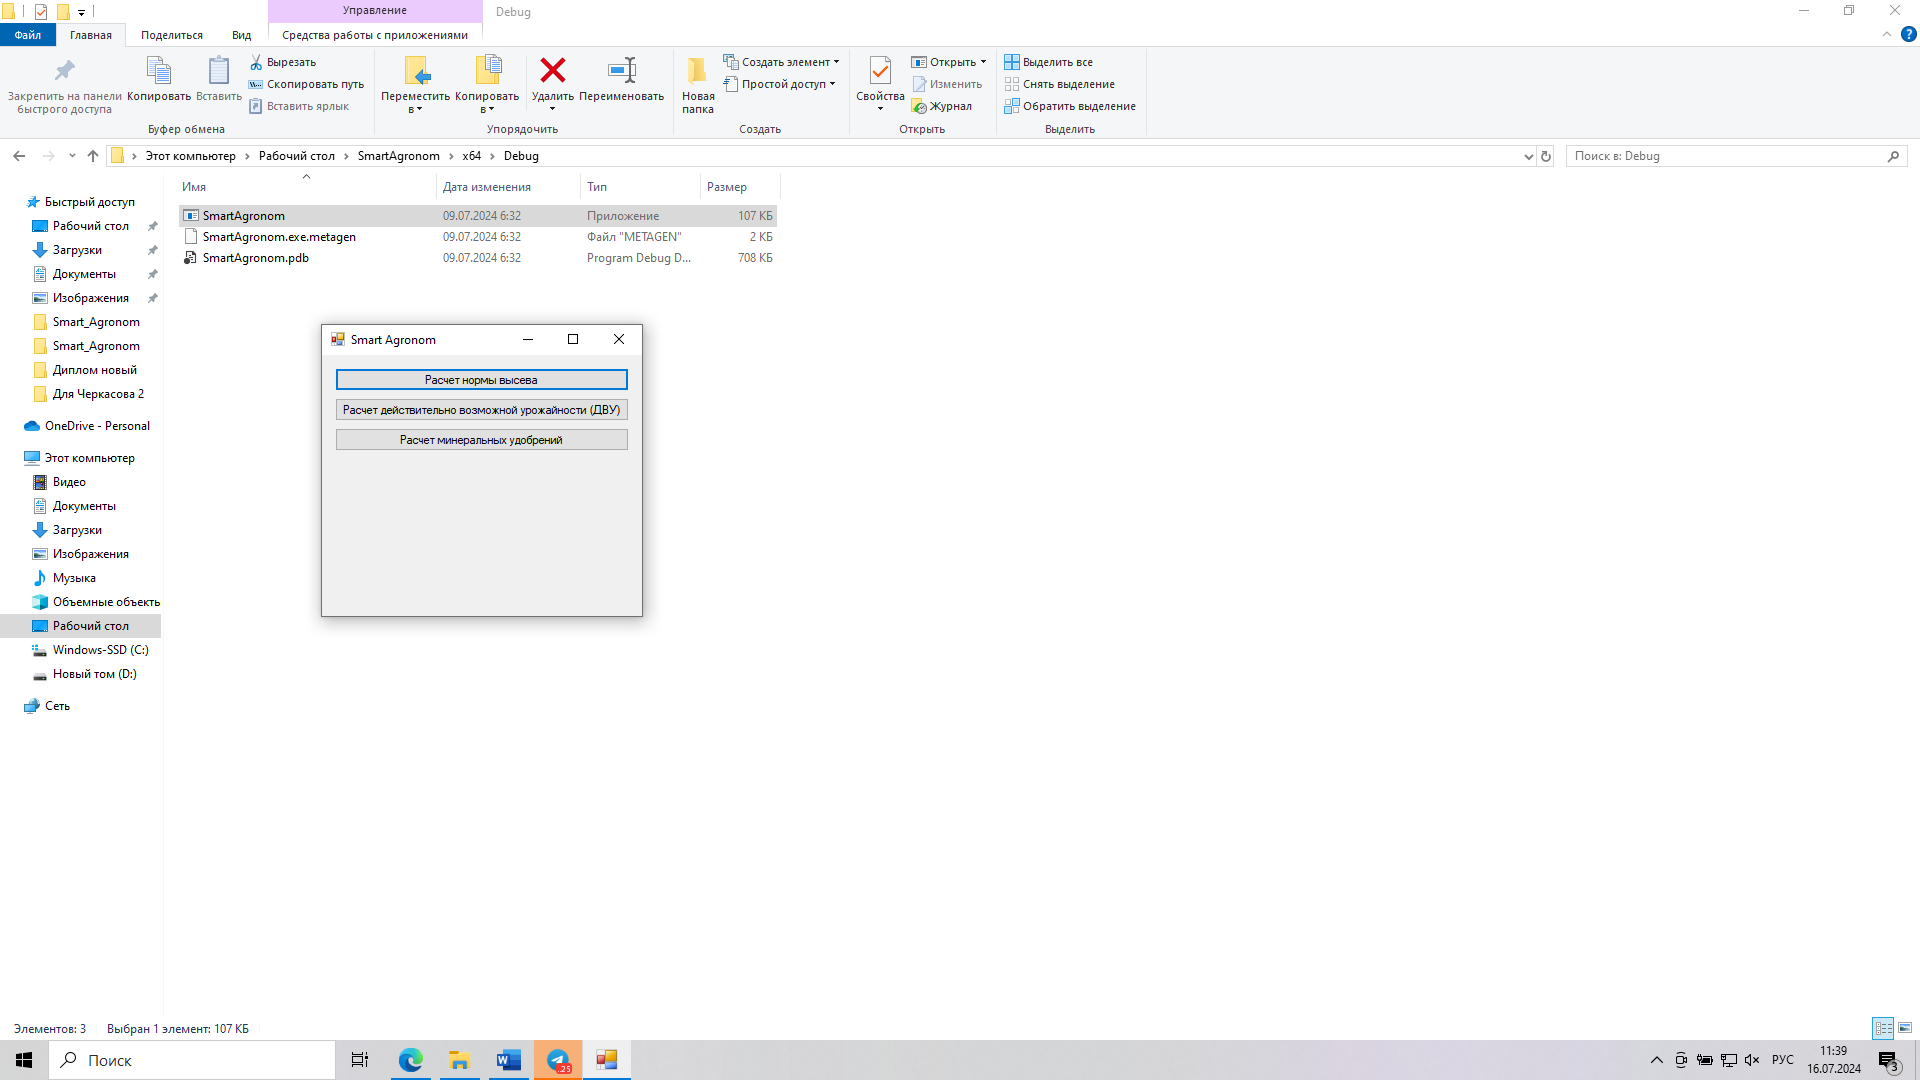 Управление
Debug
Файл
Главная
Поделиться
Вид
Средства работы с приложениями
Закрепить на панели
быстрого доступа
Копировать
Вставить
Вырезать
Скопировать путь
Вставить ярлык
Буфер обмена
Переместить
в
Копировать
в
Удалить
Переименовать
Упорядочить
Новая
папка
Создать элемент
Простой доступ
Создать
Свойства
Открыть
Изменить
Журнал
Открыть
Выделить все
Снять выделение
Обратить выделение
Выделить
Этот компьютер > Рабочий стол > SmartAgronom > x64 > Debug
Поиск в: Debug
Имя
Дата изменения
Тип
Размер
SmartAgronom 09.07.2024 6:32 Приложение 107 КБ
SmartAgronom.exe.metagen 09.07.2024 6:32 Файл "METAGEN" 2 КБ
SmartAgronom.pdb 09.07.2024 6:32 Program Debug D... 708 КБ
Быстрый доступ
Рабочий стол
Загрузки
Документы
Изображения
Smart_Agronom
Smart_Agronom
Диплом новый
Для Черкасова 2
OneDrive - Personal
Этот компьютер
Видео
Документы
Загрузки
Изображения
Музыка
Объемные объекть
Рабочий стол
Windows-SSD (C:)
Новый том (D:)
Сеть
Smart Agronom
Расчет нормы высева
Расчет действительно возможной урожайности (ДВУ)
Расчет минеральных удобрений
Элементов: 3
Выбран 1 элемент: 107 КБ
Поиск
.25
РУС
11:39
16.07.2024
3